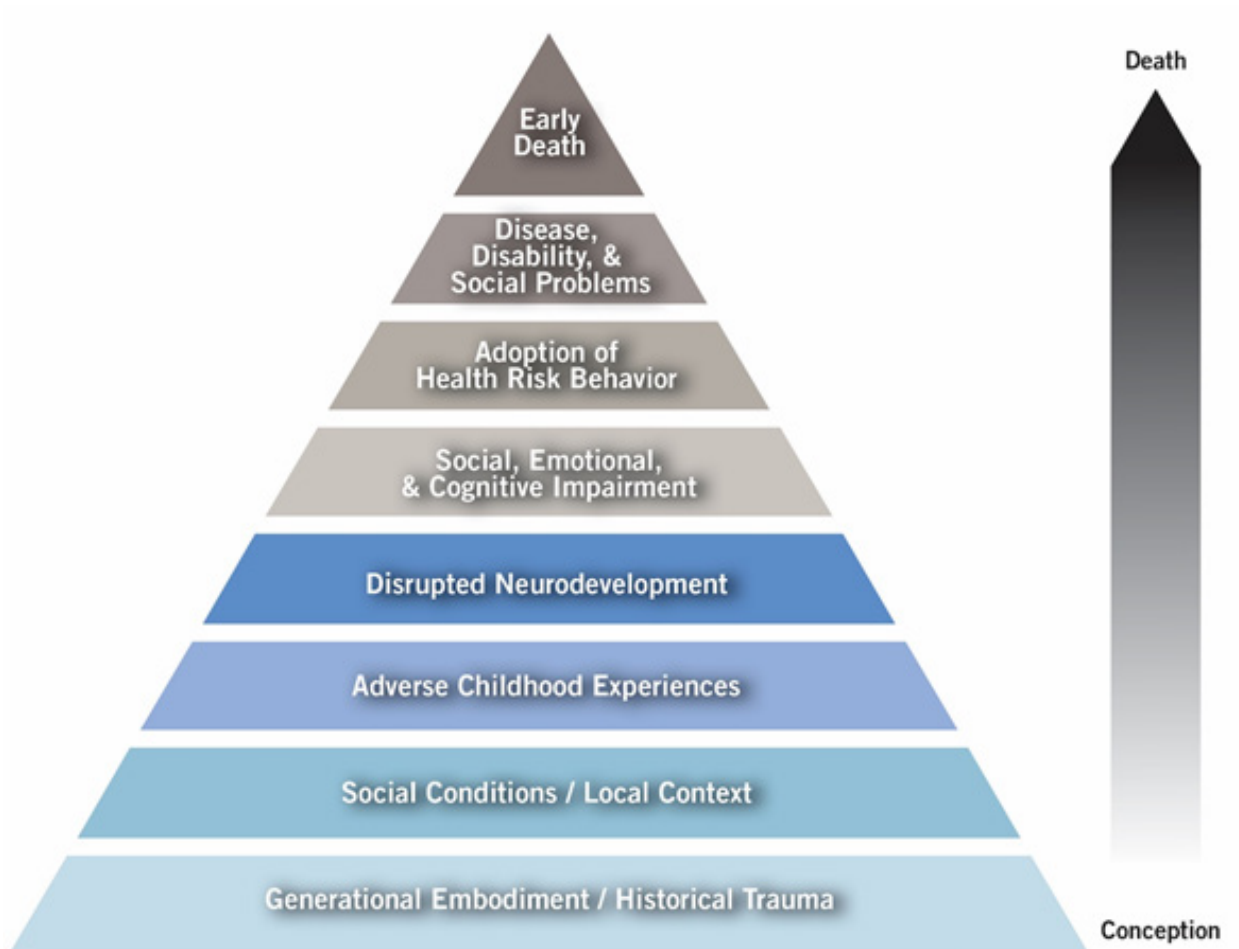 Death
Early
Death
Disease,
Disability, &
Social Problems
Adoption of
Health Risk Behavior
Social, Emotional,
& Cognitive Impairment
Disrupted Neurodevelopment
Adverse Childhood Experiences
Social Conditions / Local Context
Generational Embodiment / Historical Trauma
Conception